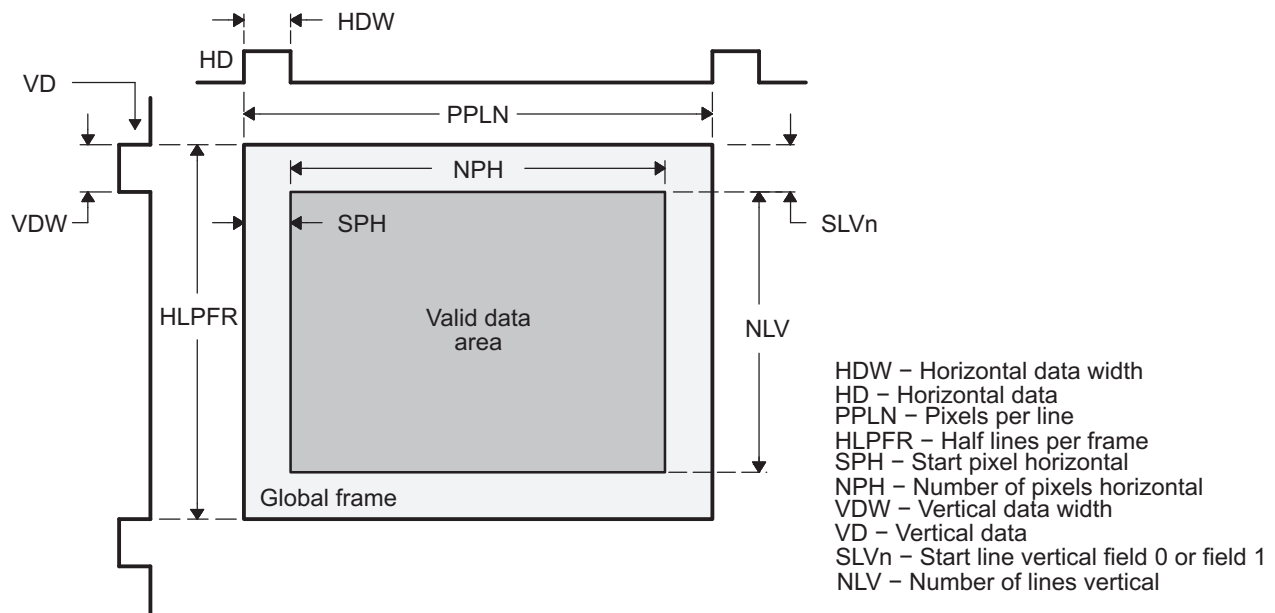 HDW
HD
VD
PPLN
NPH
VDW
SPH
SLVn
HLPFR
Valid data
area
NLV
Global frame
HDW − Horizontal data width
HD − Horizontal data
PPLN − Pixels per line
HLPFR − Half lines per frame
SPH − Start pixel horizontal
NPH − Number of pixels horizontal
VDW − Vertical data width
VD − Vertical data
SLVn − Start line vertical field 0 or field 1
NLV − Number of lines vertical